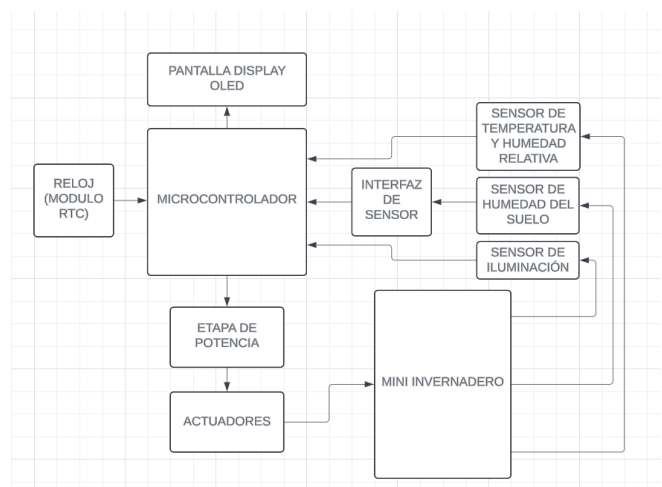 PANTALLA DISPLAY
OLED
SENSOR DE
TEMPERATURA
Y HUMEDAD
RELATIVA
RELOJ
(MODULO
RTC)
MICROCONTROLADOR
INTERFAZ
DE
SENSOR
SENSOR DE
HUMEDAD DEL
SUELO
SENSOR DE
ILUMINACIÓN
ETAPA DE
POTENCIA
MINI INVERNADERO
ACTUADORES